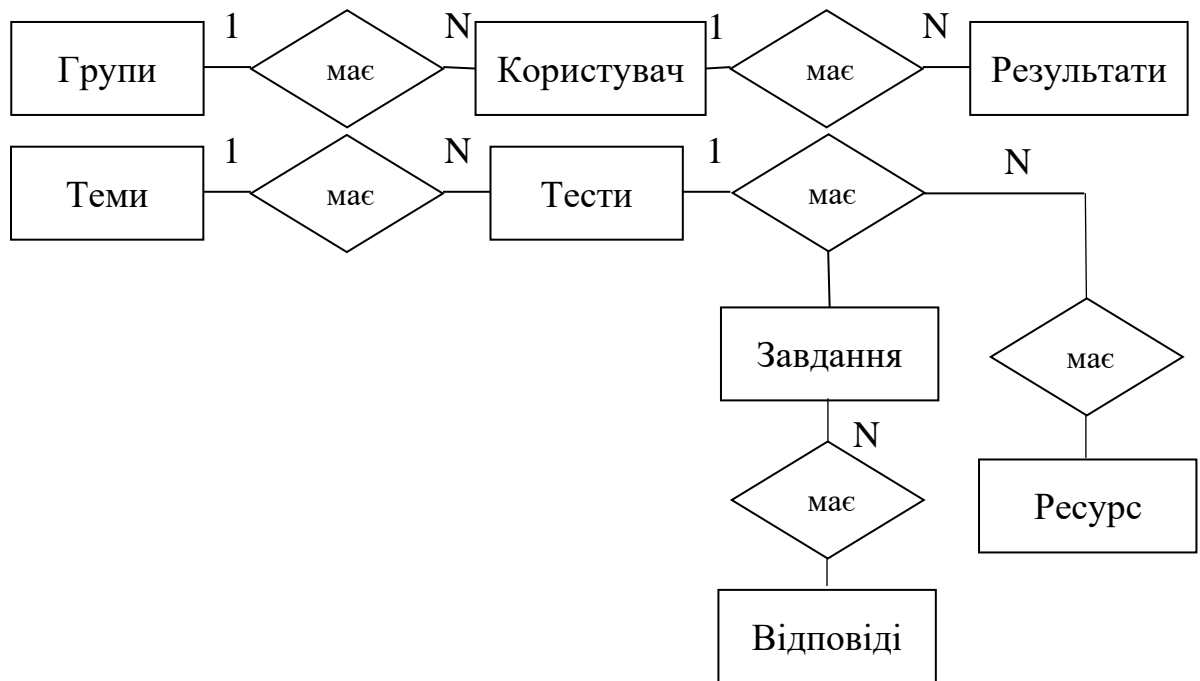 1 N 1 N
Групи має Користувач має Результати
1 N 1 N
Теми має Тести має
Завдання має
N
має Ресурс
Відповіді